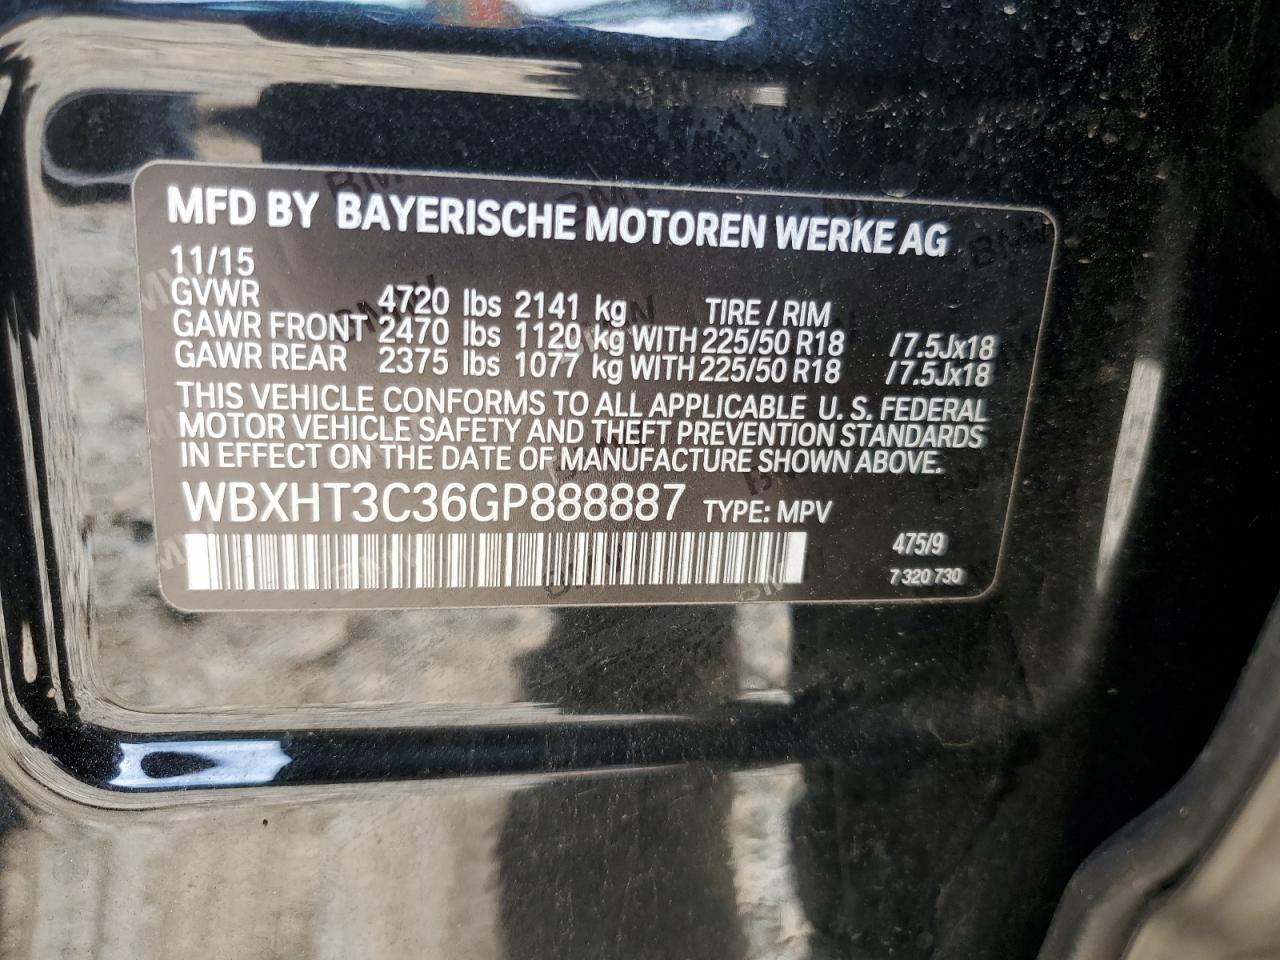 MFD BY BAYERISCHE MOTOREN WERKE AG
11/15
GVWR 4720 lbs 2141 kg TIRE / RIM
GAWR FRONT 2470 lbs 1120 kg WITH 225/50 R18 /7.5Jx18
GAWR REAR 2375 lbs 1077 kg WITH 225/50 R18 /7.5Jx18
THIS VEHICLE CONFORMS TO ALL APPLICABLE U. S. FEDERAL
MOTOR VEHICLE SAFETY AND THEFT PREVENTION STANDARDS
IN EFFECT ON THE DATE OF MANUFACTURE SHOWN ABOVE.
WBXHT3C36GP888887 TYPE: MPV
475/9
7 320 730